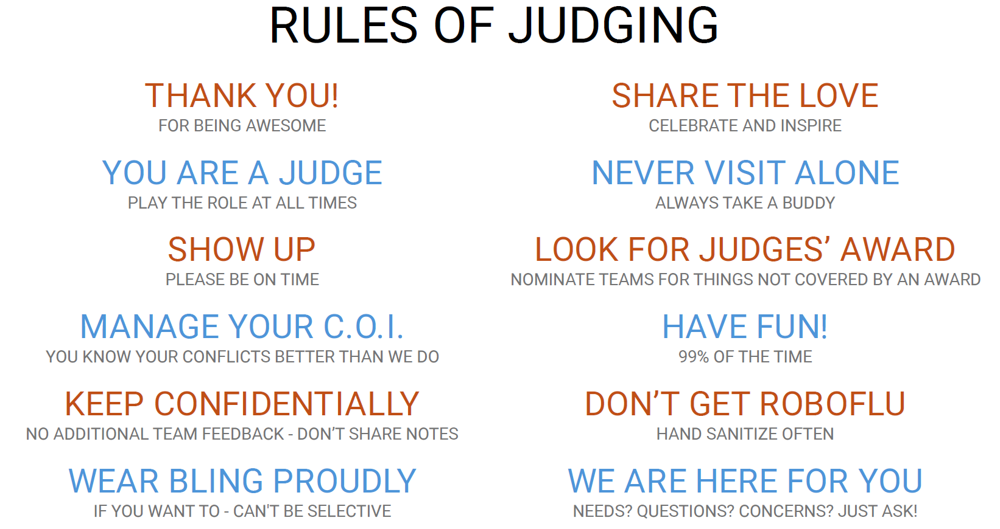 RULES OF JUDGING
THANK YOU!
FOR BEING AWESOME
YOU ARE A JUDGE
PLAY THE ROLE AT ALL TIMES
SHOW UP
PLEASE BE ON TIME
MANAGE YOUR C.O.I.
YOU KNOW YOUR CONFLICTS BETTER THAN WE DO
KEEP CONFIDENTIALLY
NO ADDITIONAL TEAM FEEDBACK - DON’T SHARE NOTES
WEAR BLING PROUDLY
IF YOU WANT TO - CAN'T BE SELECTIVE
SHARE THE LOVE
CELEBRATE AND INSPIRE
NEVER VISIT ALONE
ALWAYS TAKE A BUDDY
LOOK FOR JUDGES’ AWARD
NOMINATE TEAMS FOR THINGS NOT COVERED BY AN AWARD
HAVE FUN!
99% OF THE TIME
DON’T GET ROBOFLU
HAND SANITIZE OFTEN
WE ARE HERE FOR YOU
NEEDS? QUESTIONS? CONCERNS? JUST ASK!